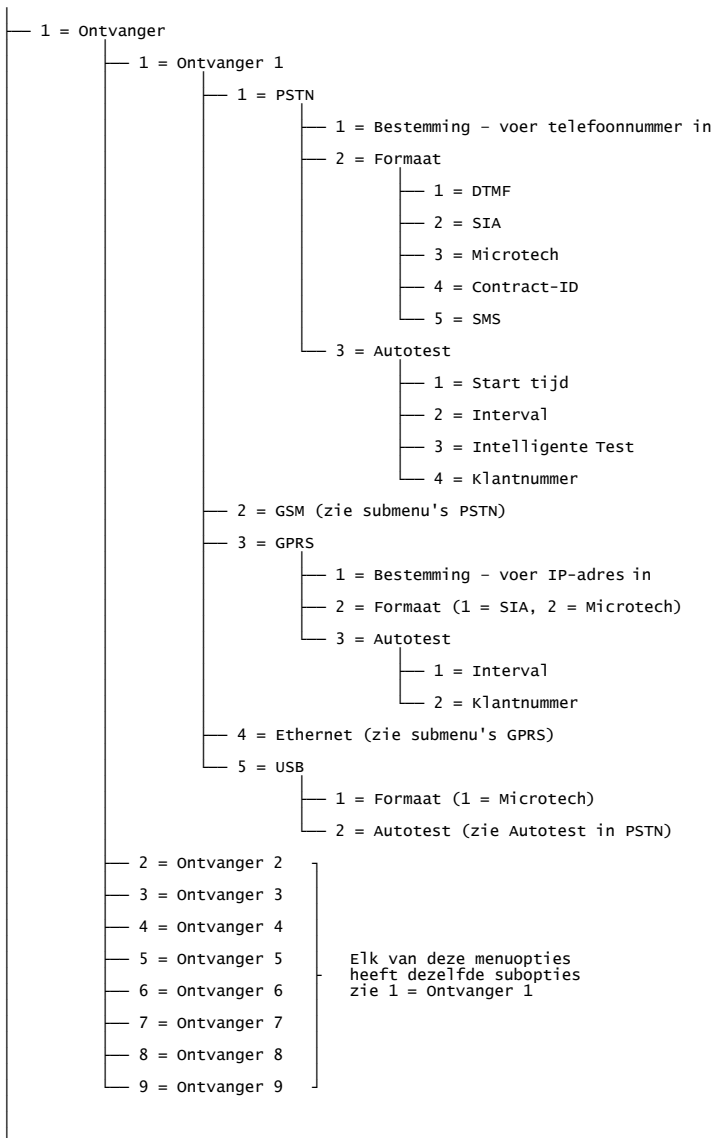 1 = Ontvanger
1 = Ontvanger 1
1 = PSTN
1 = Bestemming – voer telefoonnummer in
2 = Formaat
1 = DTMF
2 = SIA
3 = Microtech
4 = Contract-ID
5 = SMS
3 = Autotest
1 = Start tijd
2 = Interval
3 = Intelligente Test
4 = Klantnummer
2 = GSM (zie submenu's PSTN)
3 = GPRS
1 = Bestemming – voer IP-adres in
2 = Formaat (1 = SIA, 2 = Microtech)
3 = Autotest
1 = Interval
2 = Klantnummer
4 = Ethernet (zie submenu's GPRS)
5 = USB
1 = Formaat (1 = Microtech)
2 = Autotest (zie Autotest in PSTN)
2 = Ontvanger 2
3 = Ontvanger 3
4 = Ontvanger 4
5 = Ontvanger 5
6 = Ontvanger 6
7 = Ontvanger 7
8 = Ontvanger 8
9 = Ontvanger 9
Elk van deze menuopties
heeft dezelfde subopties
zie 1 = Ontvanger 1